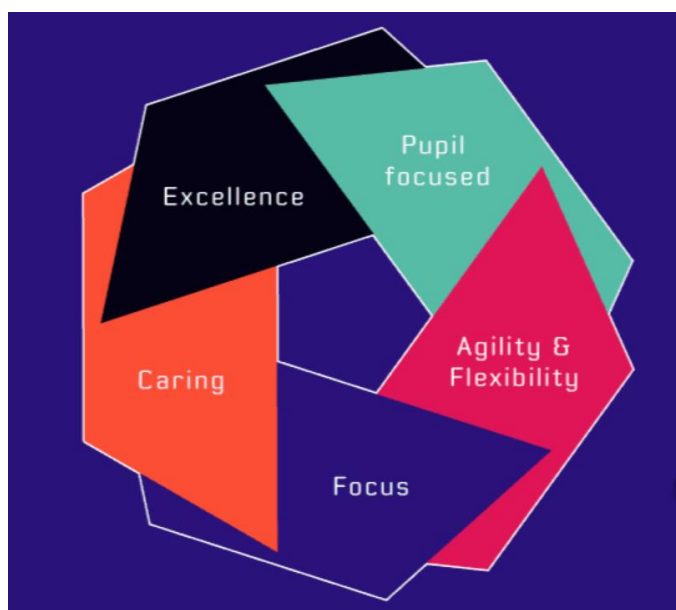 Pupil
focused
Excellence
Agility &
Flexibility
Caring
Focus